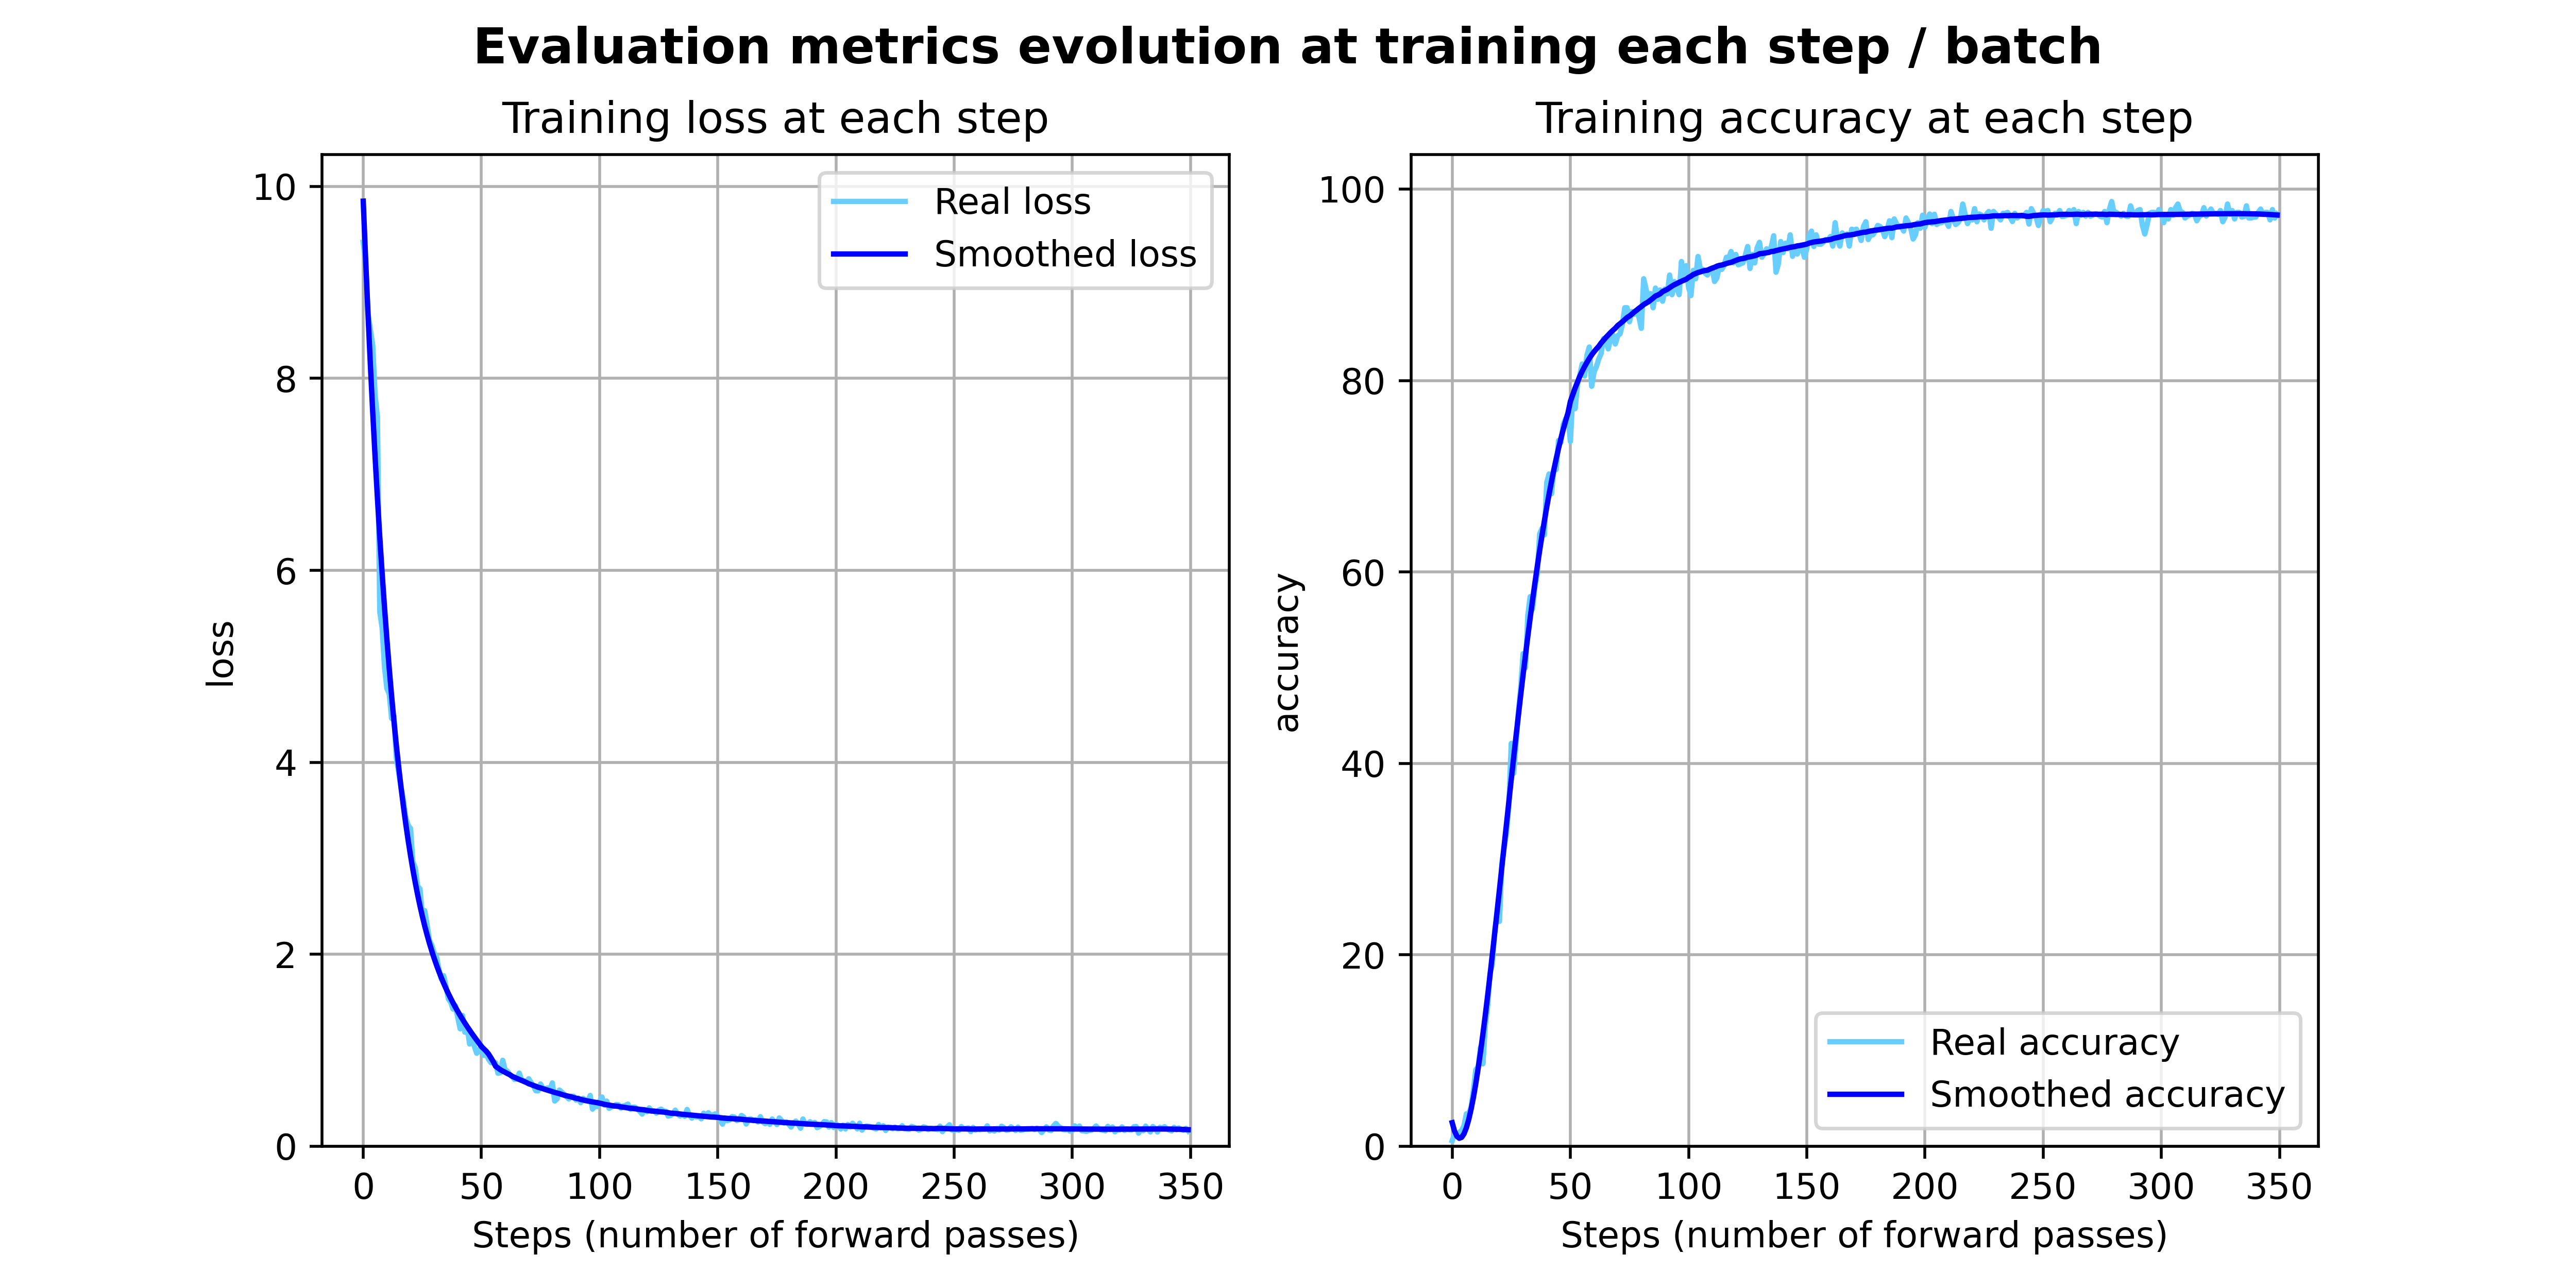 Evaluation metrics evolution at training each step / batch
Training loss at each step
10
8
6
4
2
0
loss
0 50 100 150 200 250 300 350
Steps (number of forward passes)
Real loss
Smoothed loss
Training accuracy at each step
100
80
60
40
20
0
accuracy
0 50 100 150 200 250 300 350
Steps (number of forward passes)
Real accuracy
Smoothed accuracy